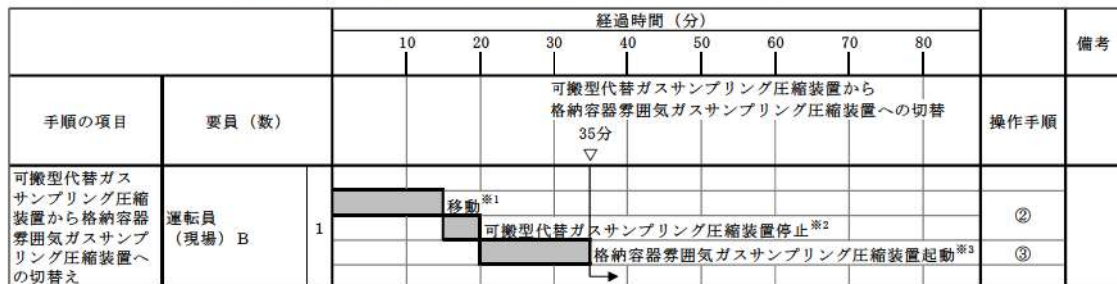 経過時間（分）
10 20 30 40 50 60 70 80
備考
手順の項目
要員（数）
可搬型代替ガスサンプリング圧縮装置から
格納容器雰囲気ガスサンプリング圧縮装置への切替
35分
▽
操作手順
可搬型代替ガス
サンプリング圧縮
装置から格納容器
雰囲気ガスサンプ
リング圧縮装置へ
の切替え
運転員
（現場）B
1
移動※1
可搬型代替ガスサンプリング圧縮装置停止※2
②
格納容器雰囲気ガスサンプリング圧縮装置起動※3
③